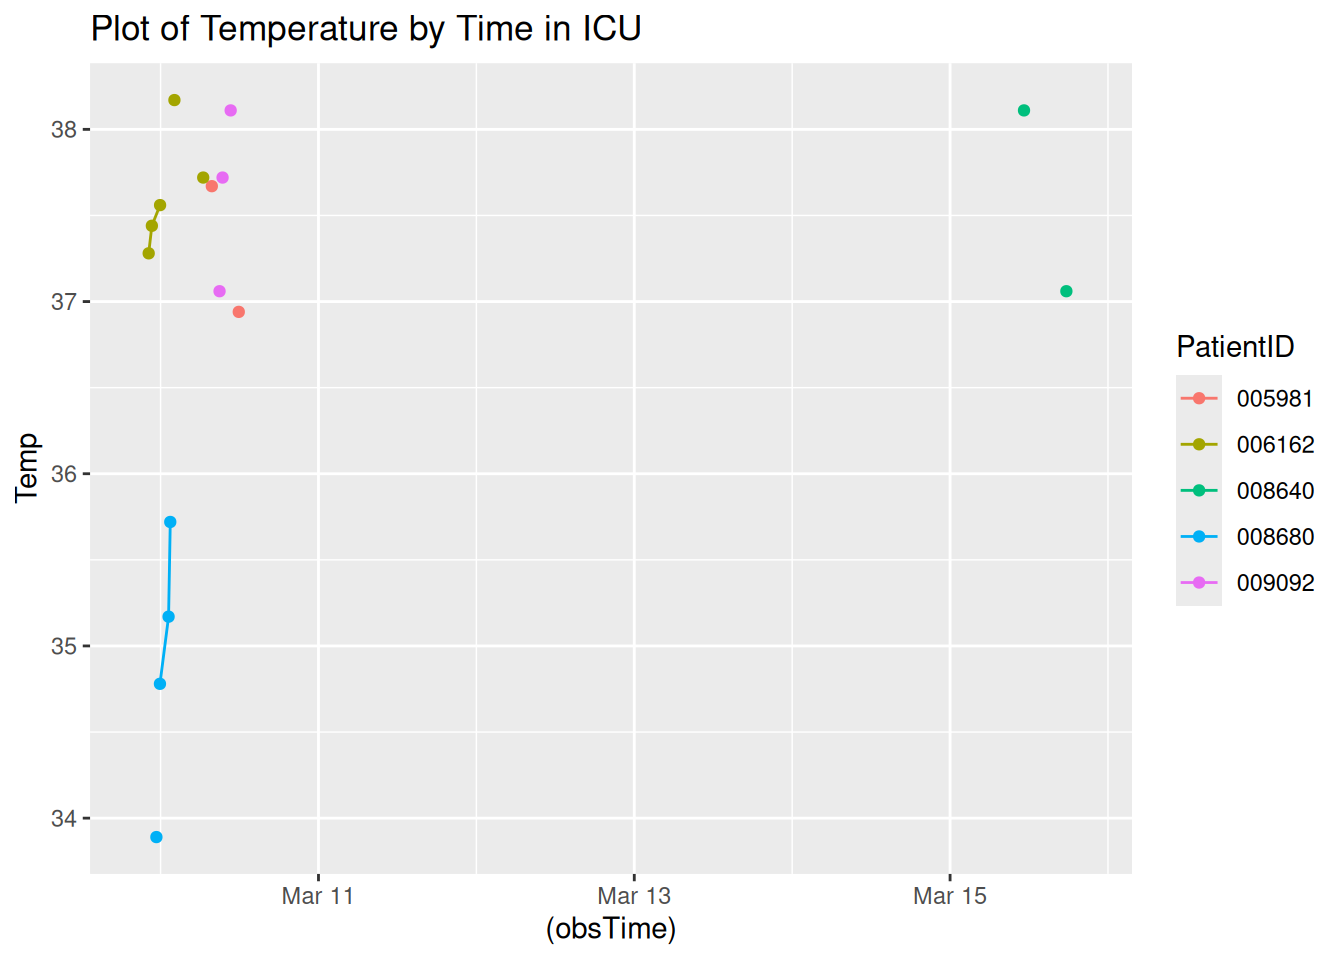 Plot of Temperature by Time in ICU
38
37
36
35
34
Temp
Mar 11
Mar 13
Mar 15
(obsTime)
PatientID
005981
006162
008640
008680
009092